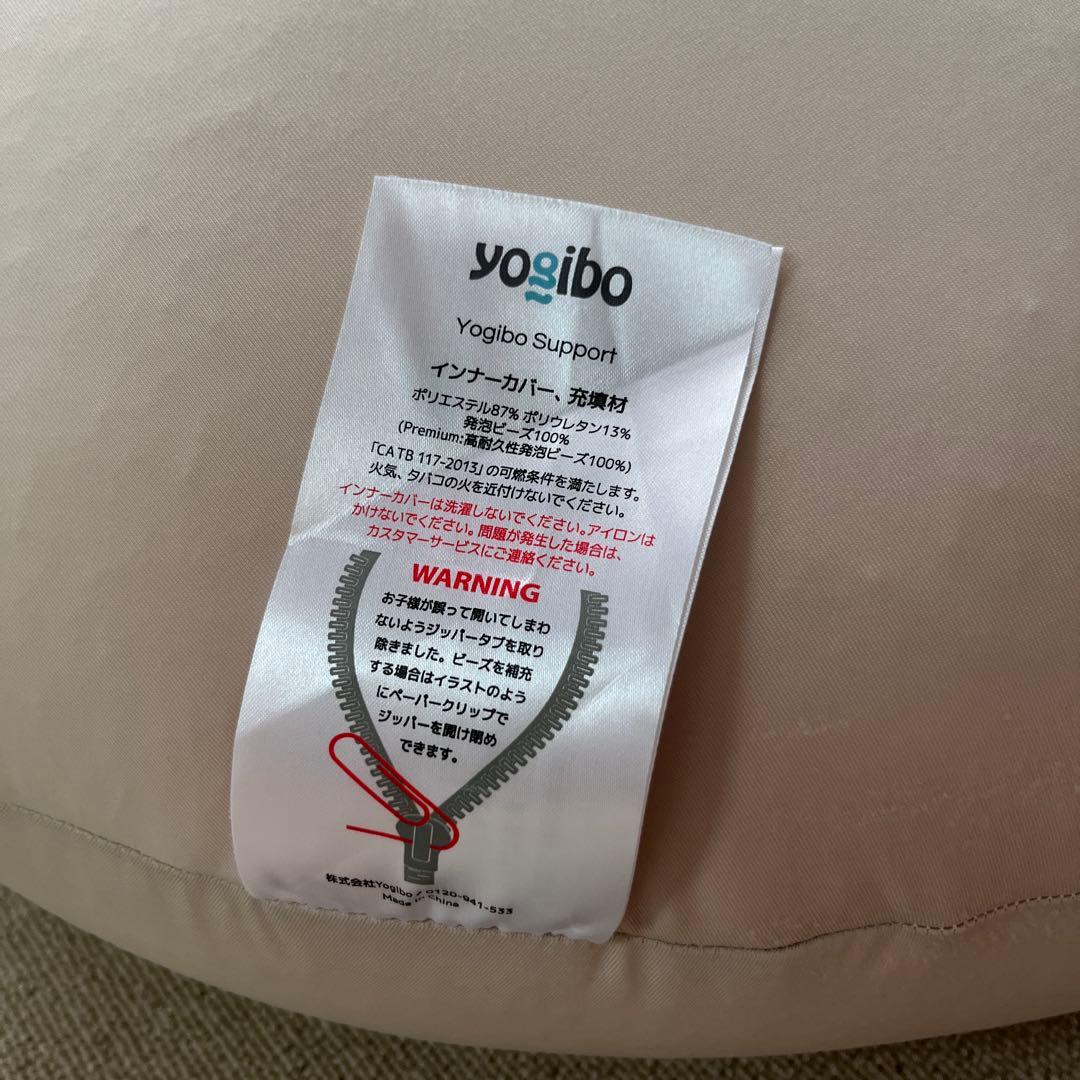 yogibo
Yogibo Support
インナーカバー、充填材
ポリエステル87% ポリウレタン13%
発泡ビーズ100%
(Premium:高耐久性発泡ビーズ100%)
「CA TB 117-2013」の可燃条件を満たします。
火気、タバコの火を近付けないでください。
インナーカバーは洗濯しないでください。アイロンは
かけないでください。問題が発生した場合は、
カスタマーサービスにご連絡ください。
WARNING
お子様が誤って開いてしまわ
ないようジッパータブを取り
除きました。ビーズを補充
する場合はイラストのよう
にペーパークリップで
ジッパーを開け閉め
できます。
株式会社Yogibo / 0120-941-533
Made in China